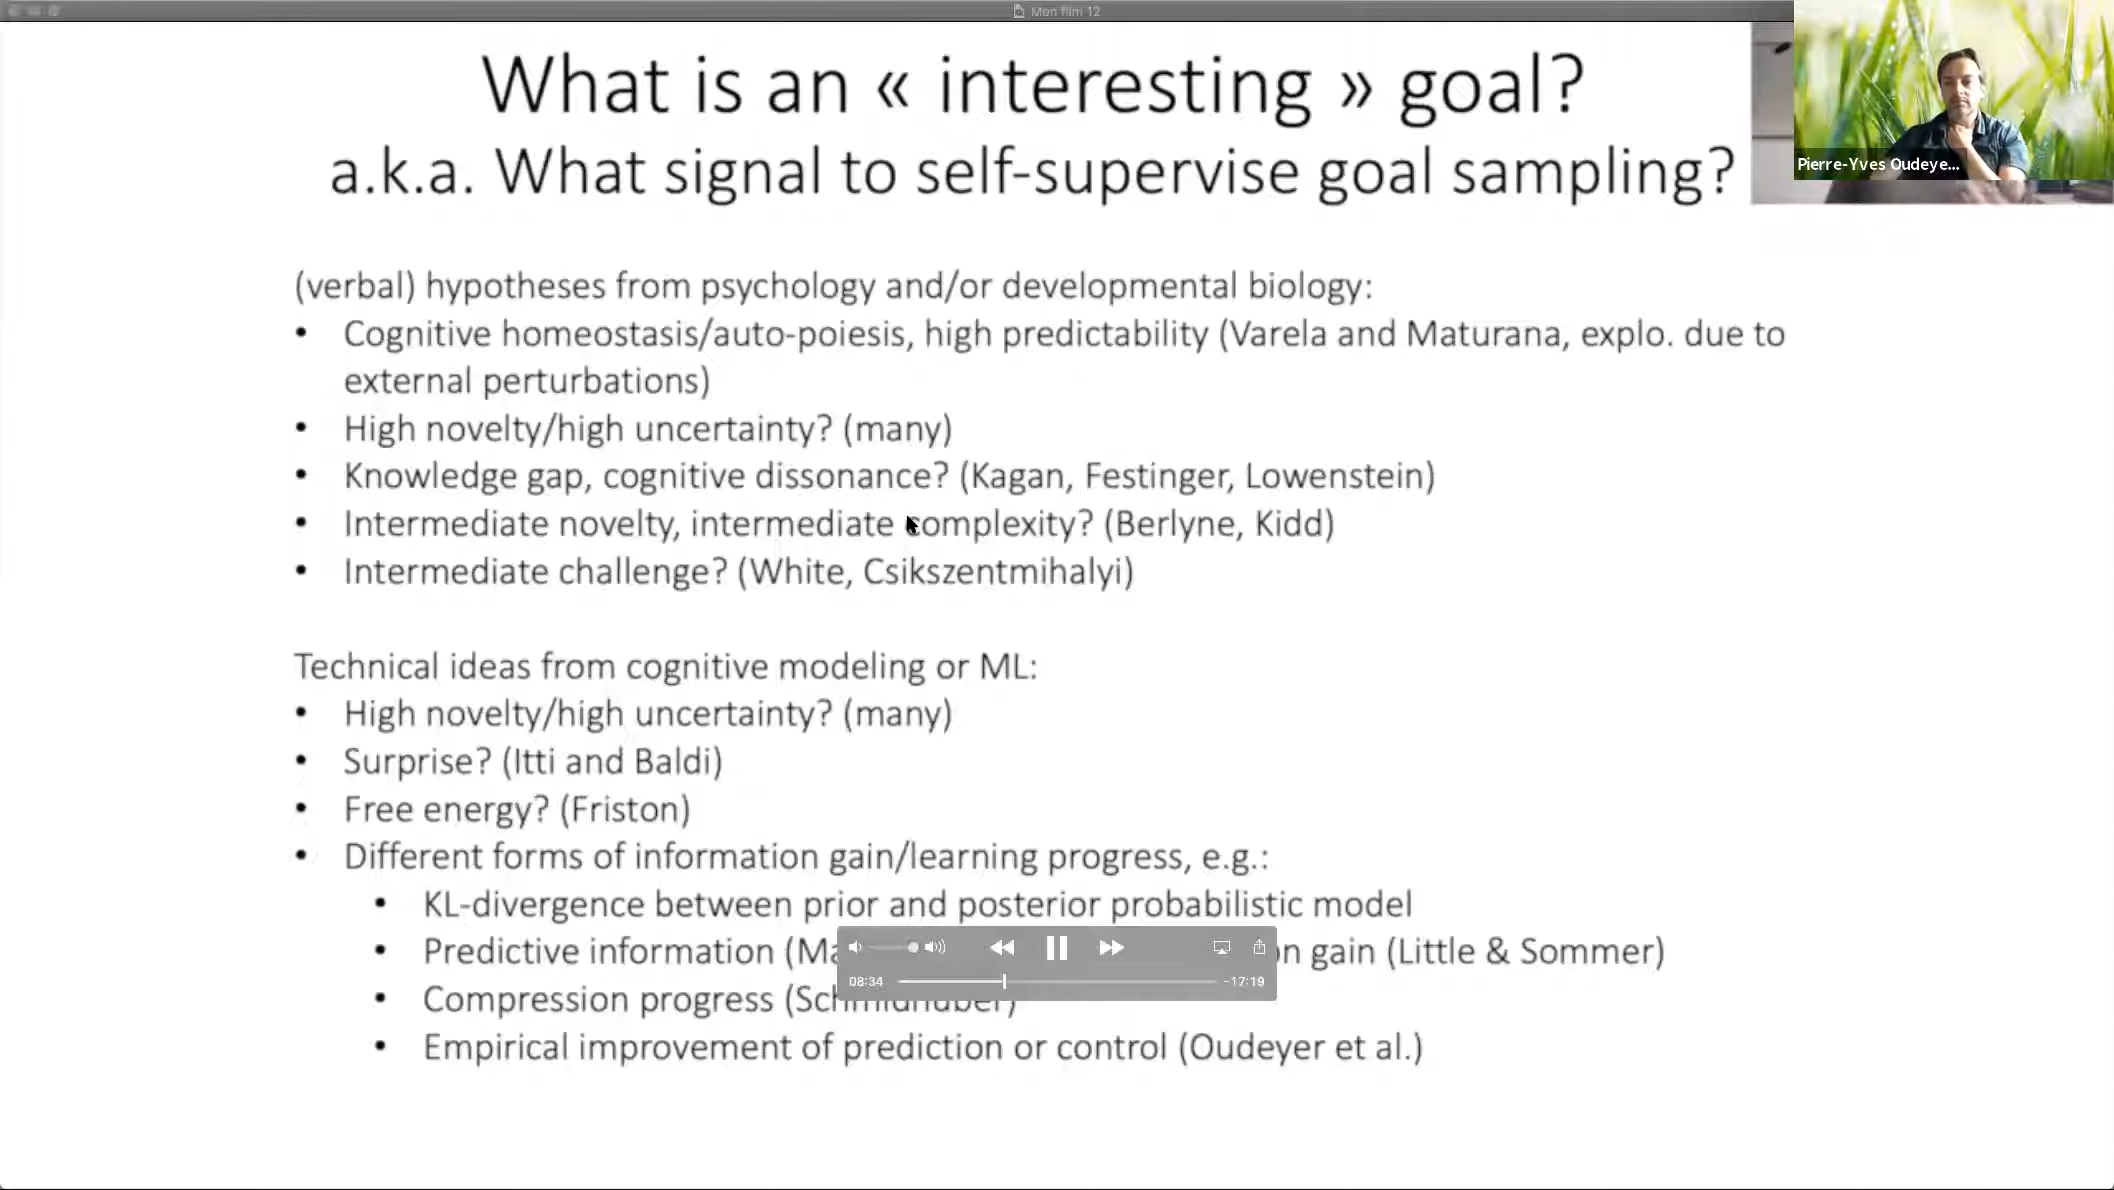 Mon film 12
What is an « interesting » goal?
a.k.a. What signal to self-supervise goal sampling?
Pierre-Yves Oudeye...
(verbal) hypotheses from psychology and/or developmental biology:
• Cognitive homeostasis/auto-poiesis, high predictability (Varela and Maturana, explo. due to
external perturbations)
• High novelty/high uncertainty? (many)
• Knowledge gap, cognitive dissonance? (Kagan, Festinger, Lowenstein)
• Intermediate novelty, intermediate complexity? (Berlyne, Kidd)
• Intermediate challenge? (White, Csikszentmihalyi)
Technical ideas from cognitive modeling or ML:
• High novelty/high uncertainty? (many)
• Surprise? (Itti and Baldi)
• Free energy? (Friston)
• Different forms of information gain/learning progress, e.g.:
• KL-divergence between prior and posterior probabilistic model
• Predictive information gain (Little & Sommer)
• Compression progress (Schmidhuber)
08:34
-17:19
• Empirical improvement of prediction or control (Oudeyer et al.)